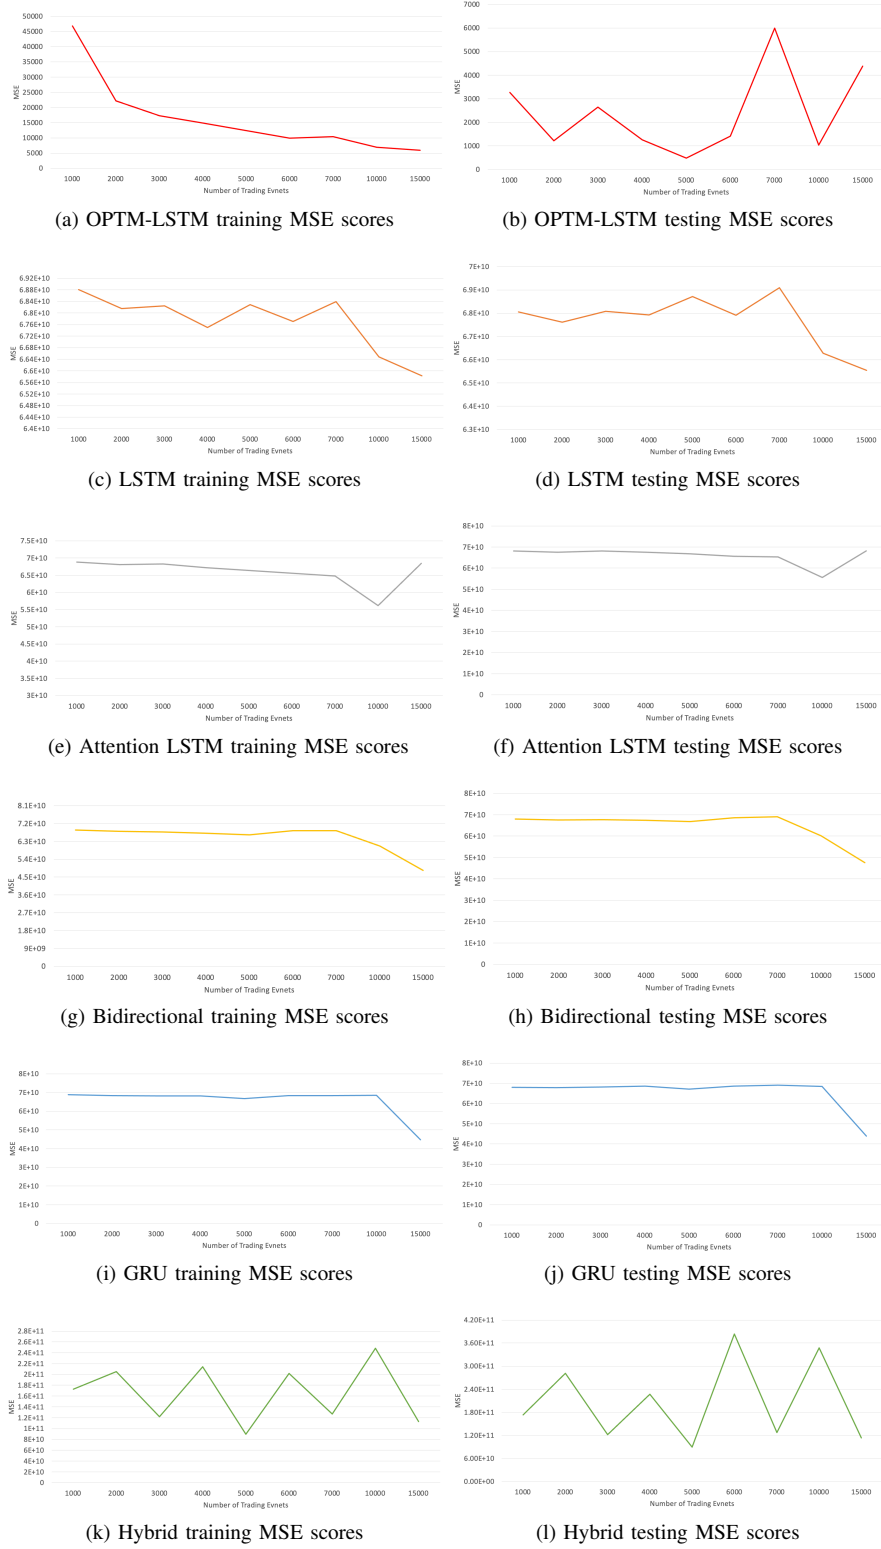 50000
45000
40000
35000
30000
25000
20000
15000
10000
5000
0
MSE
1000 2000 3000 4000 5000 6000 7000 10000 15000
Number of Trading Evnets
(a) OPTM-LSTM training MSE scores
7000
6000
5000
4000
3000
2000
1000
0
MSE
1000 2000 3000 4000 5000 6000 7000 10000 15000
Number of Trading Evnets
(b) OPTM-LSTM testing MSE scores
6.92E+10
6.88E+10
6.84E+10
6.8E+10
6.76E+10
6.72E+10
6.68E+10
6.64E+10
6.6E+10
6.56E+10
6.52E+10
6.48E+10
6.44E+10
6.4E+10
MSE
1000 2000 3000 4000 5000 6000 7000 10000 15000
Number of Trading Evnets
(c) LSTM training MSE scores
7E+10
6.9E+10
6.8E+10
6.7E+10
6.6E+10
6.5E+10
6.4E+10
6.3E+10
MSE
1000 2000 3000 4000 5000 6000 7000 10000 15000
Number of Trading Evnets
(d) LSTM testing MSE scores
7.5E+10
7E+10
6.5E+10
6E+10
5.5E+10
5E+10
4.5E+10
4E+10
3.5E+10
3E+10
MSE
1000 2000 3000 4000 5000 6000 7000 10000 15000
Number of Trading Evnets
(e) Attention LSTM training MSE scores
8E+10
7E+10
6E+10
5E+10
4E+10
3E+10
2E+10
1E+10
0
MSE
1000 2000 3000 4000 5000 6000 7000 10000 15000
Number of Trading Evnets
(f) Attention LSTM testing MSE scores
8.1E+10
7.2E+10
6.3E+10
5.4E+10
4.5E+10
3.6E+10
2.7E+10
1.8E+10
9E+09
0
MSE
1000 2000 3000 4000 5000 6000 7000 10000 15000
Number of Trading Evnets
(g) Bidirectional training MSE scores
8E+10
7E+10
6E+10
5E+10
4E+10
3E+10
2E+10
1E+10
0
MSE
1000 2000 3000 4000 5000 6000 7000 10000 15000
Number of Trading Evnets
(h) Bidirectional testing MSE scores
8E+10
7E+10
6E+10
5E+10
4E+10
3E+10
2E+10
1E+10
0
MSE
1000 2000 3000 4000 5000 6000 7000 10000 15000
Number of Trading Evnets
(i) GRU training MSE scores
8E+10
7E+10
6E+10
5E+10
4E+10
3E+10
2E+10
1E+10
0
MSE
1000 2000 3000 4000 5000 6000 7000 10000 15000
Number of Trading Evnets
(j) GRU testing MSE scores
2.8E+11
2.6E+11
2.4E+11
2.2E+11
2E+11
1.8E+11
1.6E+11
1.4E+11
1.2E+11
1E+11
8E+10
6E+10
4E+10
2E+10
0
MSE
1000 2000 3000 4000 5000 6000 7000 10000 15000
Number of Trading Evnets
(k) Hybrid training MSE scores
4.20E+11
3.60E+11
3.00E+11
2.40E+11
1.80E+11
1.20E+11
6.00E+10
0.00E+00
MSE
1000 2000 3000 4000 5000 6000 7000 10000 15000
Number of Trading Evnets
(l) Hybrid testing MSE scores